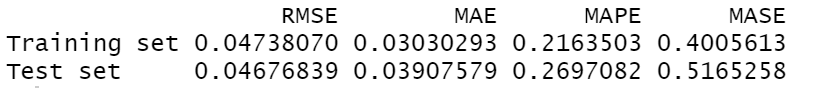 RMSE MAE MAPE MASE
Training set 0.04738070 0.03030293 0.2163503 0.4005613
Test set 0.04676839 0.03907579 0.2697082 0.5165258